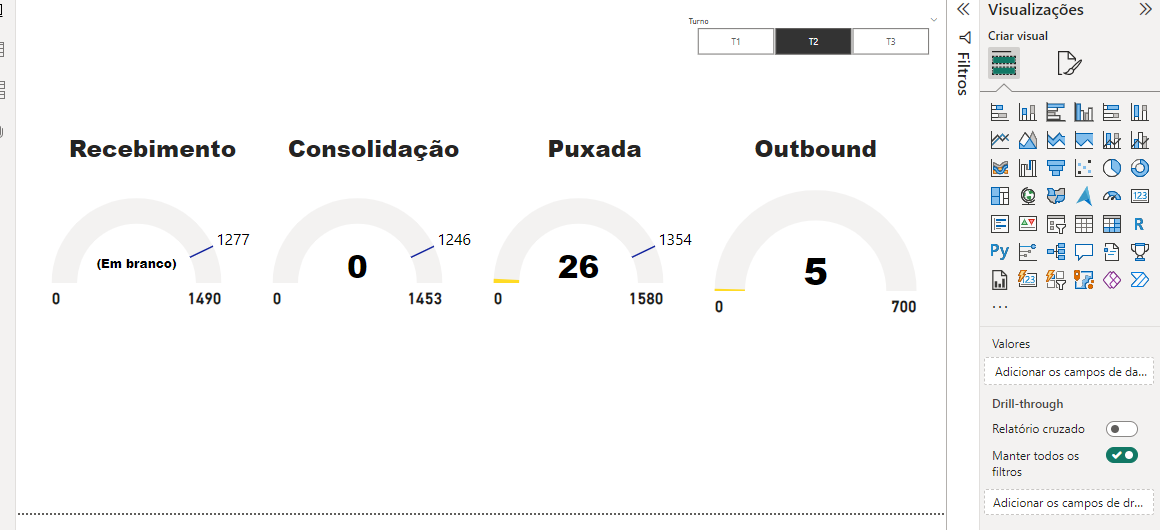 Turno
T1 T2 T3
Recebimento Consolidação Puxada Outbound
1277 1246 1354
(Em branco) 0 26 5
0 1490 0 1453 0 1580 0 700
Filtros
Visualizações
Criar visual
123
R
Py
123
...
Valores
Adicionar os campos de da...
Drill-through
Relatório cruzado
Manter todos os
filtros
Adicionar os campos de dr...